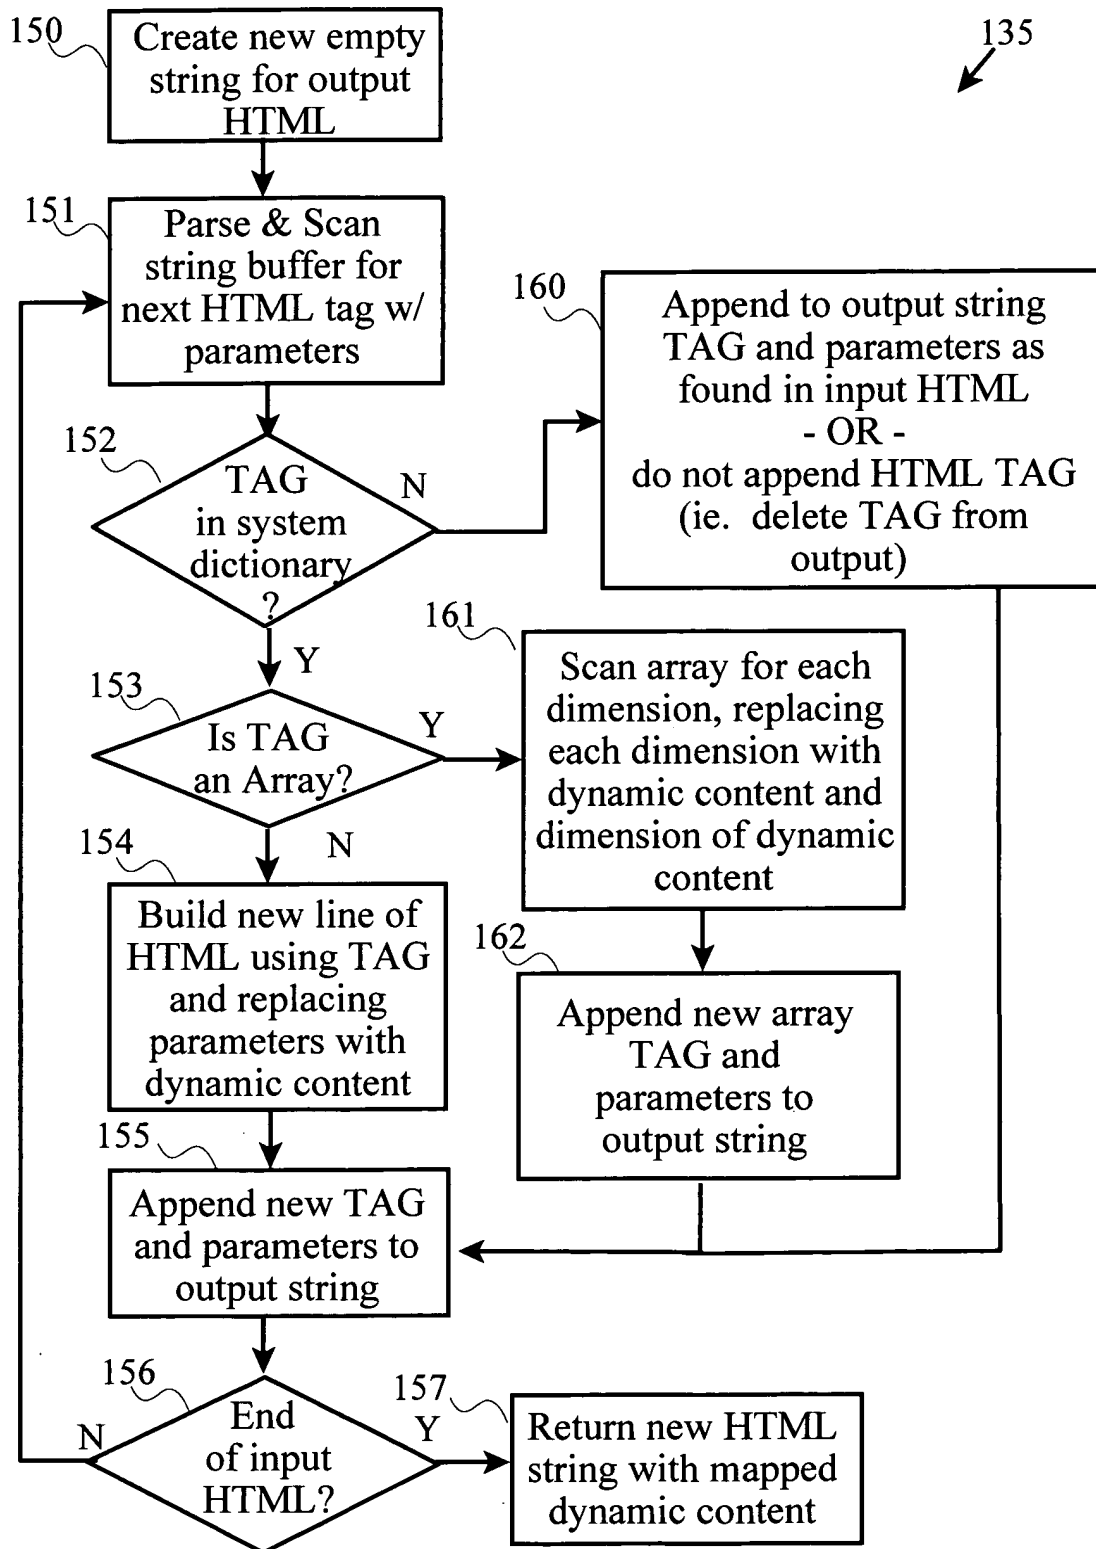 150
Create new empty
string for output
HTML
135
151
Parse & Scan
string buffer for
next HTML tag w/
parameters
160
Append to output string
TAG and parameters as
found in input HTML
- OR -
do not append HTML TAG
(ie. delete TAG from
output)
152
TAG
in system
dictionary
?
N
Y
161
Scan array for each
dimension, replacing
each dimension with
dynamic content and
dimension of dynamic
content
153
Is TAG
an Array?
Y
N
154
Build new line of
HTML using TAG
and replacing
parameters with
dynamic content
162
Append new array
TAG and
parameters to
output string
155
Append new TAG
and parameters to
output string
156
End
of input
HTML?
N
Y
157
Return new HTML
string with mapped
dynamic content